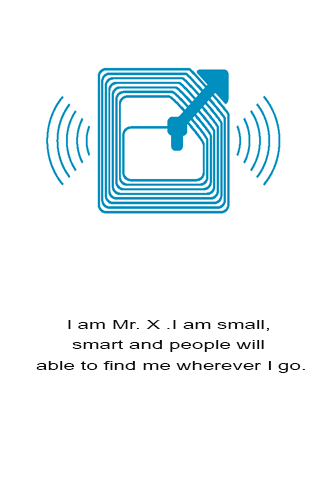 I am Mr. X .I am small,
smart and people will
able to find me wherever I go.